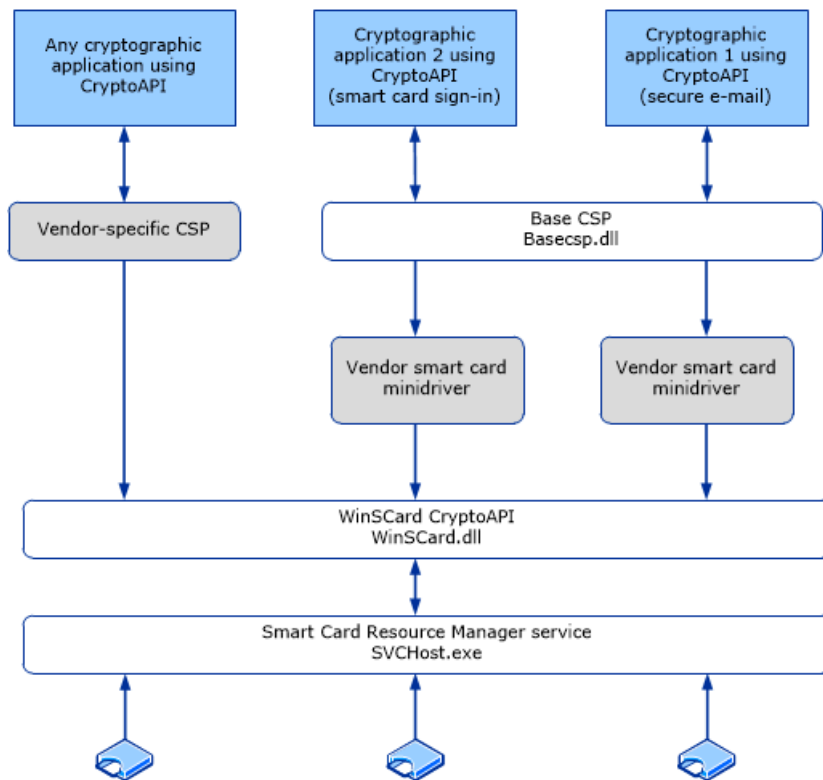 Any cryptographic
application using
CryptoAPI
Cryptographic
application 2 using
CryptoAPI
(smart card sign-in)
Cryptographic
application 1 using
CryptoAPI
(secure e-mail)
Vendor-specific CSP
Base CSP
Basecsp.dll
Vendor smart card
minidriver
Vendor smart card
minidriver
WinSCard CryptoAPI
WinSCard.dll
Smart Card Resource Manager service
SVCHost.exe